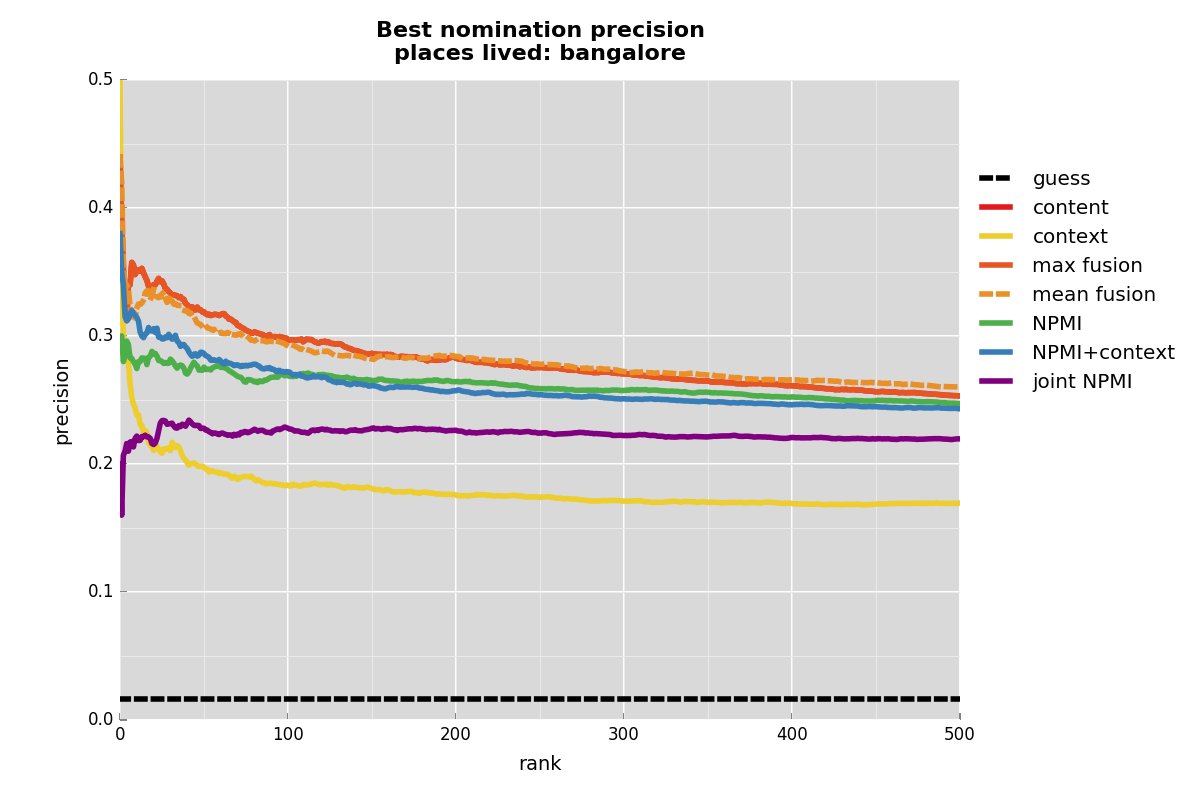 Best nomination precision
places lived: bangalore
0.5
0.4
0.3
0.2
0.1
0.0
precision
0
100
200
300
400
500
rank
guess
content
context
max fusion
mean fusion
NPMI
NPMI+context
joint NPMI